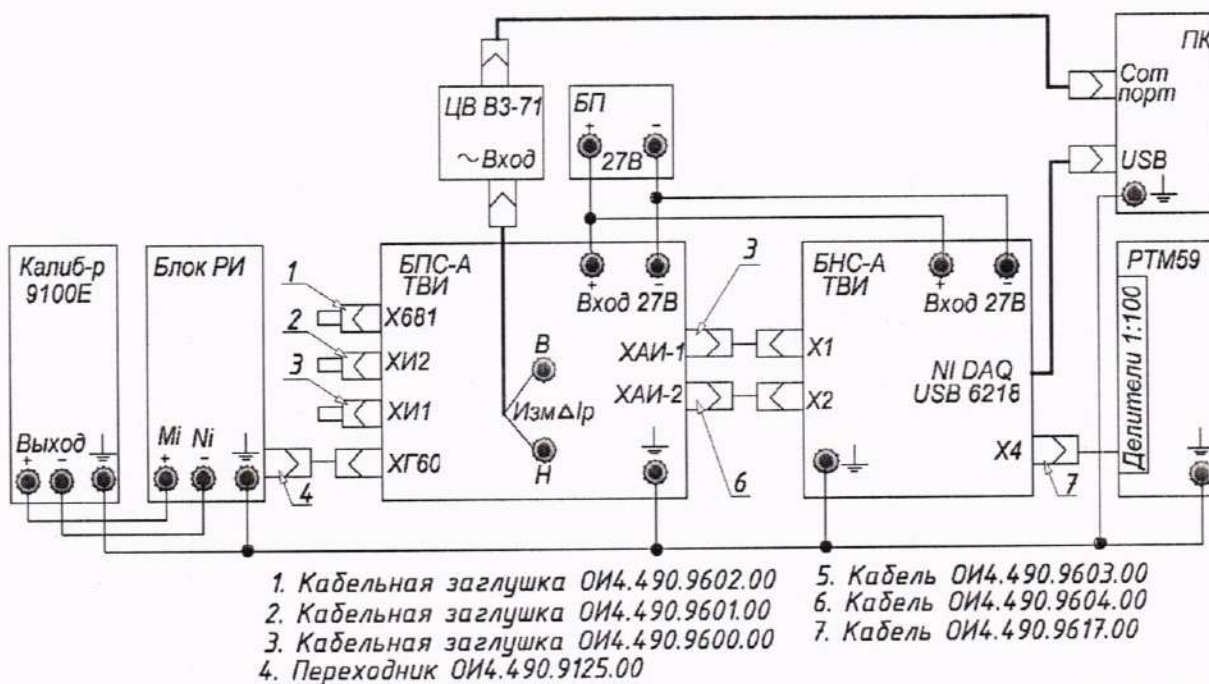 ПК
ЦВ В3-71
БП
Com
порт
+
-
27В
~Вход
USB
Калиб-р
9100Е
Блок РИ
БПС-А
ТВИ
БНС-А
ТВИ
РТМ59
1
3
+
-
+
-
Х681
Вход 27В
Вход 27В
2
ХАИ-1
Х1
Делители 1:100
ХИ2
В
3
ХАИ-2
Х2
NI DAQ
USB 6218
ХИ1
ИзмΔIp
Выход
Mi
Ni
+
-
+
-
ХГ60
Х4
Н
4
6
7
1. Кабельная заглушка ОИ4.490.9602.00
2. Кабельная заглушка ОИ4.490.9601.00
3. Кабельная заглушка ОИ4.490.9600.00
4. Переходник ОИ4.490.9125.00
5. Кабель ОИ4.490.9603.00
6. Кабель ОИ4.490.9604.00
7. Кабель ОИ4.490.9617.00